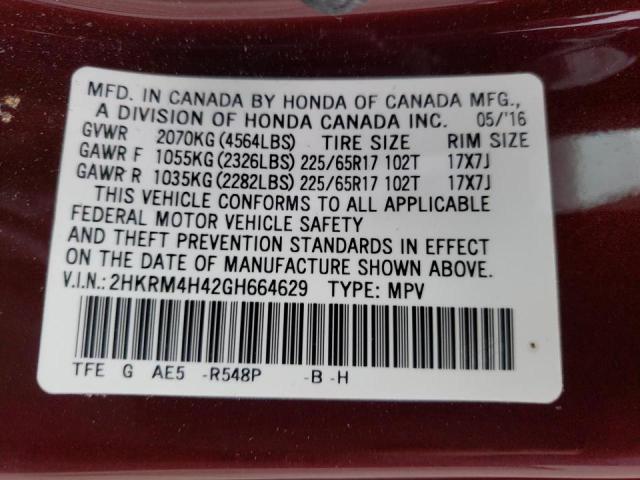 MFD. IN CANADA BY HONDA OF CANADA MFG.,
A DIVISION OF HONDA CANADA INC. 05/'16
GVWR 2070KG (4564LBS) TIRE SIZE RIM SIZE
GAWR F 1055KG (2326LBS) 225/65R17 102T 17X7J
GAWR R 1035KG (2282LBS) 225/65R17 102T 17X7J
THIS VEHICLE CONFORMS TO ALL APPLICABLE
FEDERAL MOTOR VEHICLE SAFETY
AND THEFT PREVENTION STANDARDS IN EFFECT
ON THE DATE OF MANUFACTURE SHOWN ABOVE.
V.I.N.: 2HKRM4H42GH664629 TYPE: MPV
TFE G AE5 -R548P -B -H